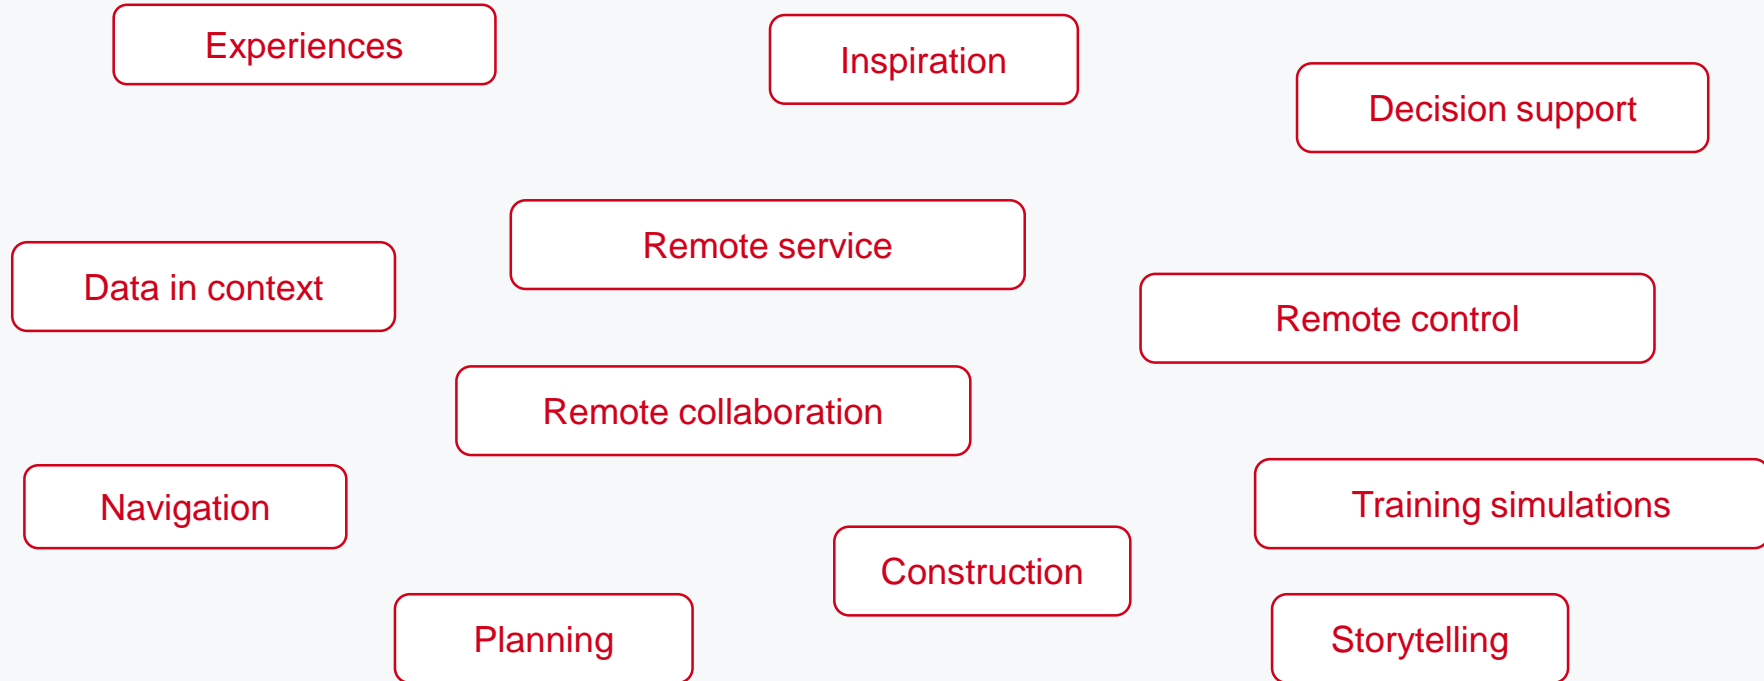 Experiences
Inspiration
Decision support
Remote service
Data in context
Remote control
Remote collaboration
Navigation
Training simulations
Construction
Planning
Storytelling